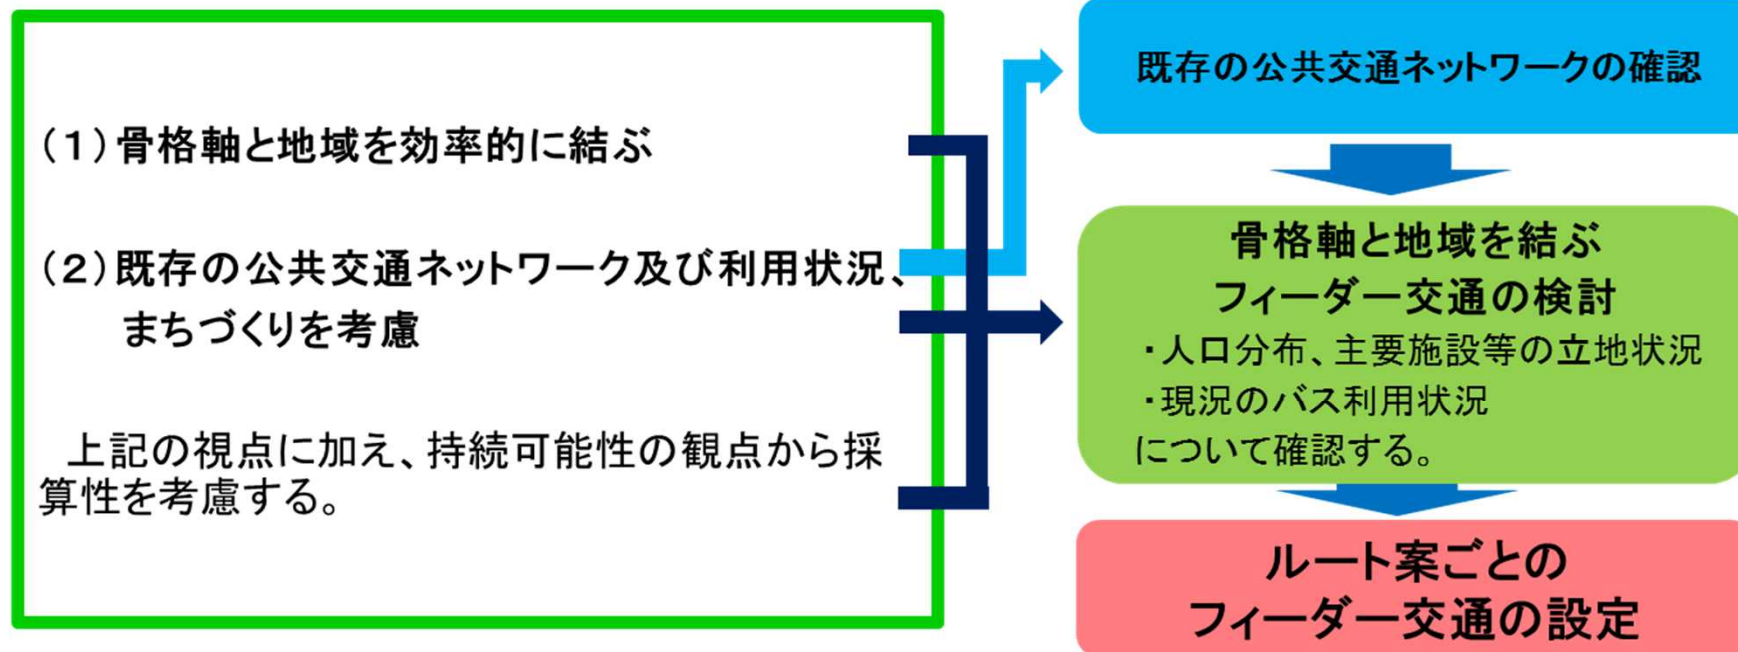 （１）骨格軸と地域を効率的に結ぶ
（２）既存の公共交通ネットワーク及び利用状況、
まちづくりを考慮
上記の視点に加え、持続可能性の観点から採
算性を考慮する。
既存の公共交通ネットワークの確認
骨格軸と地域を結ぶ
フィーダー交通の検討
・人口分布、主要施設等の立地状況
・現況のバス利用状況
について確認する。
ルート案ごとの
フィーダー交通の設定